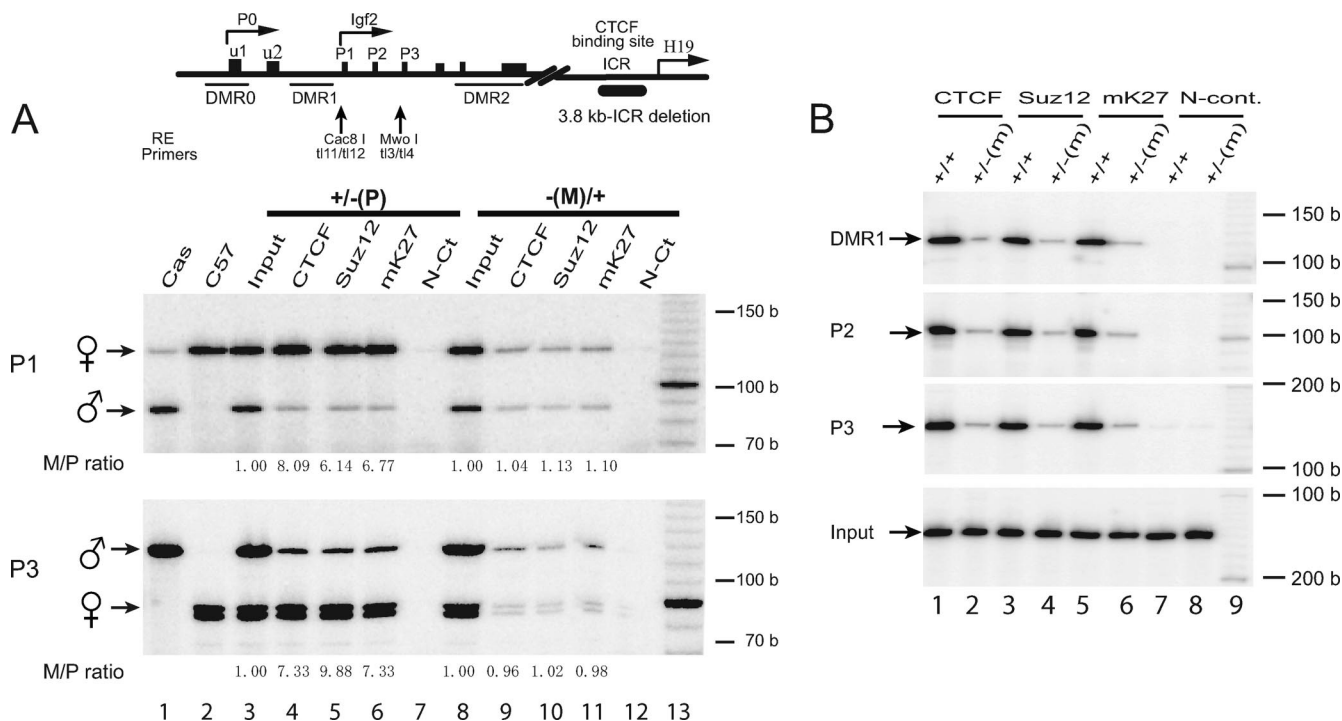 P0
Igf2
u1
u2
P1
P2
P3
CTCF
binding site
ICR
H19
DMR0
DMR1
DMR2
3.8 kb-ICR deletion
Cac8 I
tl11/tl12
Mwo I
tl3/tl4
RE
Primers
A
+/-(P)
-(M)/+
Cas
C57
Input
CTCF
Suz12
mK27
N-Ct
Input
CTCF
Suz12
mK27
N-Ct
P1
♀
♂
150 b
100 b
70 b
M/P ratio
1.00 8.09 6.14 6.77 1.00 1.04 1.13 1.10
P3
♂
♀
150 b
100 b
70 b
M/P ratio
1.00 7.33 9.88 7.33 1.00 0.96 1.02 0.98
1 2 3 4 5 6 7 8 9 10 11 12 13
B
CTCF Suz12 mK27 N-cont.
+/+ +/-(m) +/+ +/-(m) +/+ +/-(m) +/+ +/-(m)
DMR1
150 b
100 b
P2
150 b
100 b
P3
200 b
100 b
Input
100 b
200 b
1 2 3 4 5 6 7 8 9